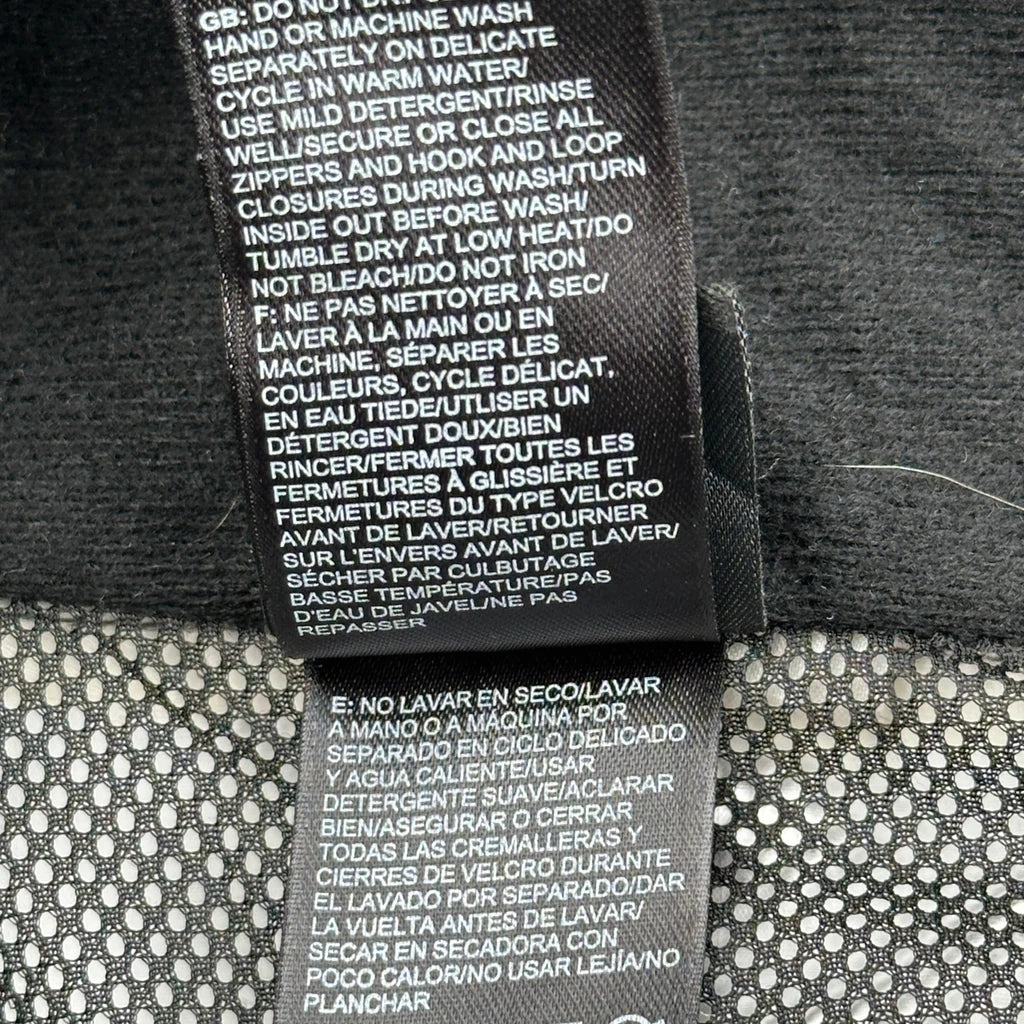 GB: DO NOT DRY
HAND OR MACHINE WASH
SEPARATELY ON DELICATE
CYCLE IN WARM WATER/
USE MILD DETERGENT/RINSE
WELL/SECURE OR CLOSE ALL
ZIPPERS AND HOOK AND LOOP
CLOSURES DURING WASH/TURN
INSIDE OUT BEFORE WASH/
TUMBLE DRY AT LOW HEAT/DO
NOT BLEACH/DO NOT IRON
F: NE PAS NETTOYER À SEC/
LAVER À LA MAIN OU EN
MACHINE, SÉPARER LES
COULEURS, CYCLE DÉLICAT,
EN EAU TIEDE/UTLISER UN
DÉTERGENT DOUX/BIEN
RINCER/FERMER TOUTES LES
FERMETURES À GLISSIÈRE ET
FERMETURES DU TYPE VELCRO
AVANT DE LAVER/RETOURNER
SUR L'ENVERS AVANT DE LAVER/
SÉCHER PAR CULBUTAGE
BASSE TEMPÉRATURE/PAS
D'EAU DE JAVEL/NE PAS
REPASSER
E: NO LAVAR EN SECO/LAVAR
A MANO O A MÁQUINA POR
SEPARADO EN CICLO DELICADO
Y AGUA CALIENTE/USAR
DETERGENTE SUAVE/ACLARAR
BIEN/ASEGURAR O CERRAR
TODAS LAS CREMALLERAS Y
CIERRES DE VELCRO DURANTE
EL LAVADO POR SEPARADO/DAR
LA VUELTA ANTES DE LAVAR/
SECAR EN SECADORA CON
POCO CALOR/NO USAR LEJÍA/NO
PLANCHAR